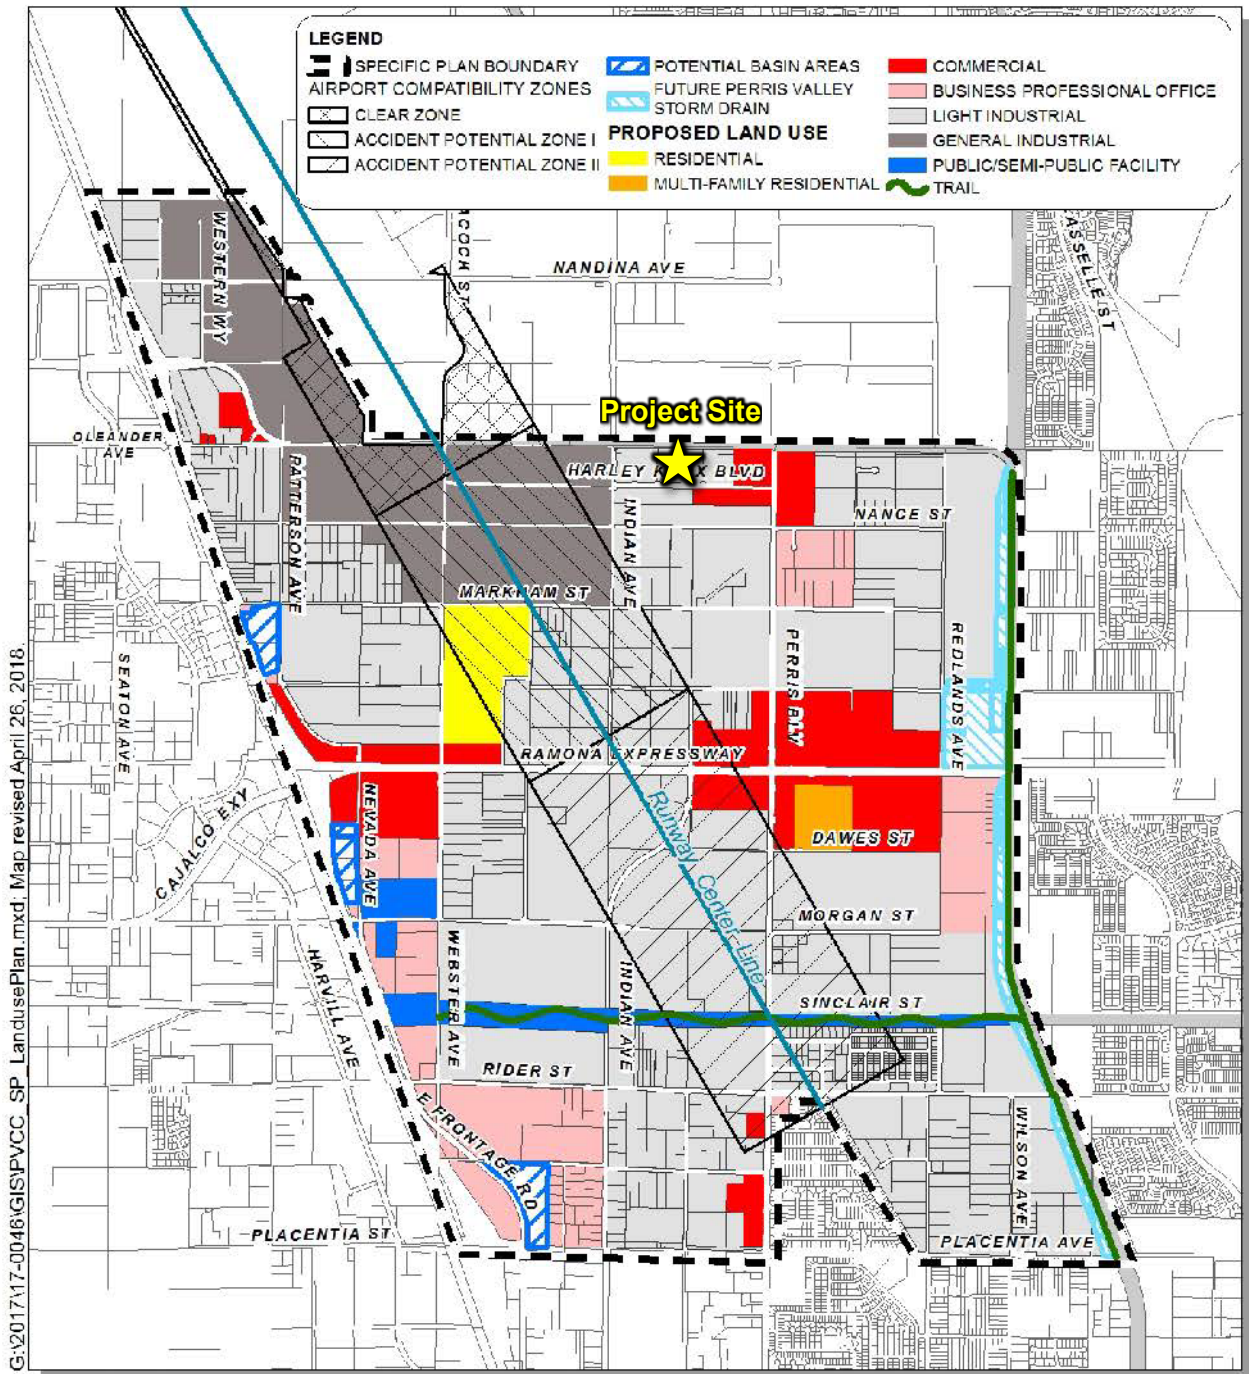 LEGEND
SPECIFIC PLAN BOUNDARY
AIRPORT COMPATIBILITY ZONES
CLEAR ZONE
ACCIDENT POTENTIAL ZONE I
ACCIDENT POTENTIAL ZONE II
POTENTIAL BASIN AREAS
FUTURE PERRIS VALLEY
STORM DRAIN
PROPOSED LAND USE
RESIDENTIAL
MULTI-FAMILY RESIDENTIAL
COMMERCIAL
BUSINESS PROFESSIONAL OFFICE
LIGHT INDUSTRIAL
GENERAL INDUSTRIAL
PUBLIC/SEMI-PUBLIC FACILITY
TRAIL
WESTERN WY
NANDINA AVE
Project Site
OLEANDER
AVE
HARLEY
BLVD
NANCE ST
PATTERSON AVE
INDIAN AVE
MARKHAM ST
PERRIS BLV
REDLANDS AVE
SEATON AVE
RAMONA EXPRESSWAY
NEVADA AVE
CAJALCO EXY
Runway Center Line
DAWES ST
MORGAN ST
HARVILL AVE
WEBSTER AVE
INDIAN AVE
SINCLAIR ST
RIDER ST
E FRONTAGE RD
WILSON AVE
PLACENTIA ST
PLACENTIA AVE
G:\2017\17-0046\GIS\PVCC_SP_LandusePlan.mxd; Map revised April 26, 2018.